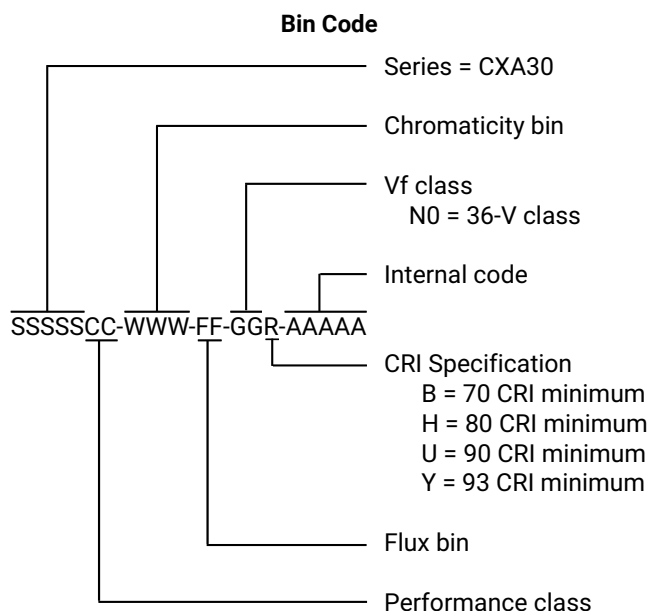 Bin Code
Series = CXA30
Chromaticity bin
Vf class
N0 = 36-V class
Internal code
SSSSSCC-WWW-FF-GGR-AAAAA
CRI Specification
B = 70 CRI minimum
H = 80 CRI minimum
U = 90 CRI minimum
Y = 93 CRI minimum
Flux bin
Performance class